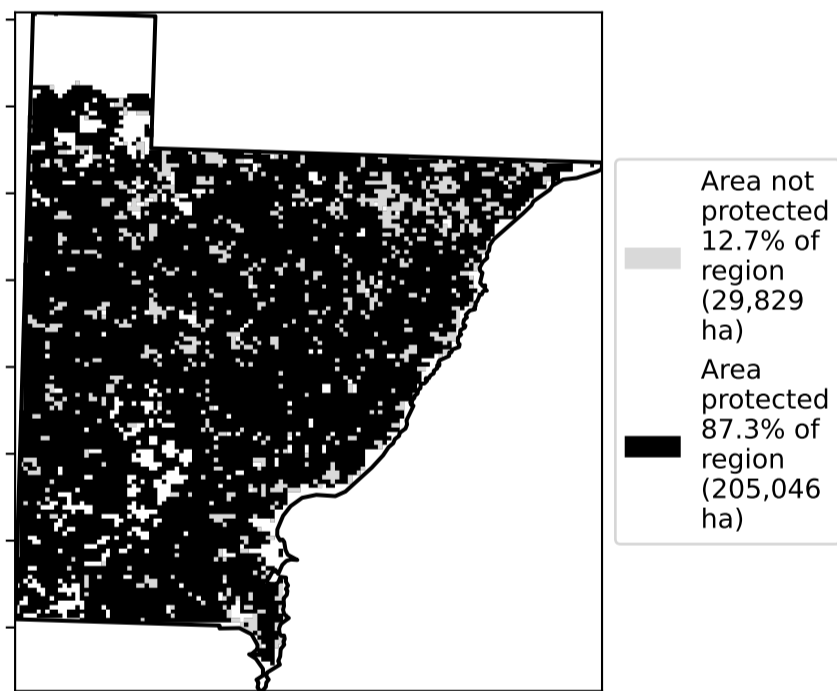 Area not
protected
12.7% of
region
(29,829
ha)
Area
protected
87.3% of
region
(205,046
ha)